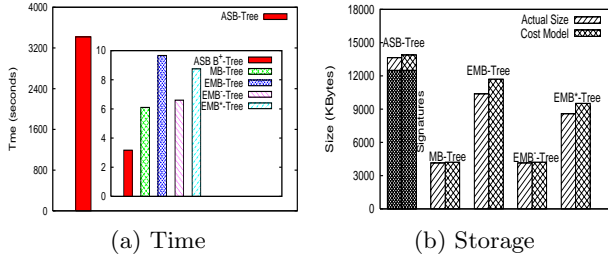 4000
3200
2400
1600
800
0
Time (seconds)
ASB-Tree
10
8
6
4
2
0
ASB B+-Tree
MB-Tree
EMB-Tree
EMB--Tree
EMB*-Tree
(a) Time
18000
15000
12000
9000
6000
3000
0
Size (KBytes)
Actual Size
Cost Model
ASB-Tree
Signatures
MB-Tree
EMB-Tree
EMB--Tree
EMB*-Tree
(b) Storage